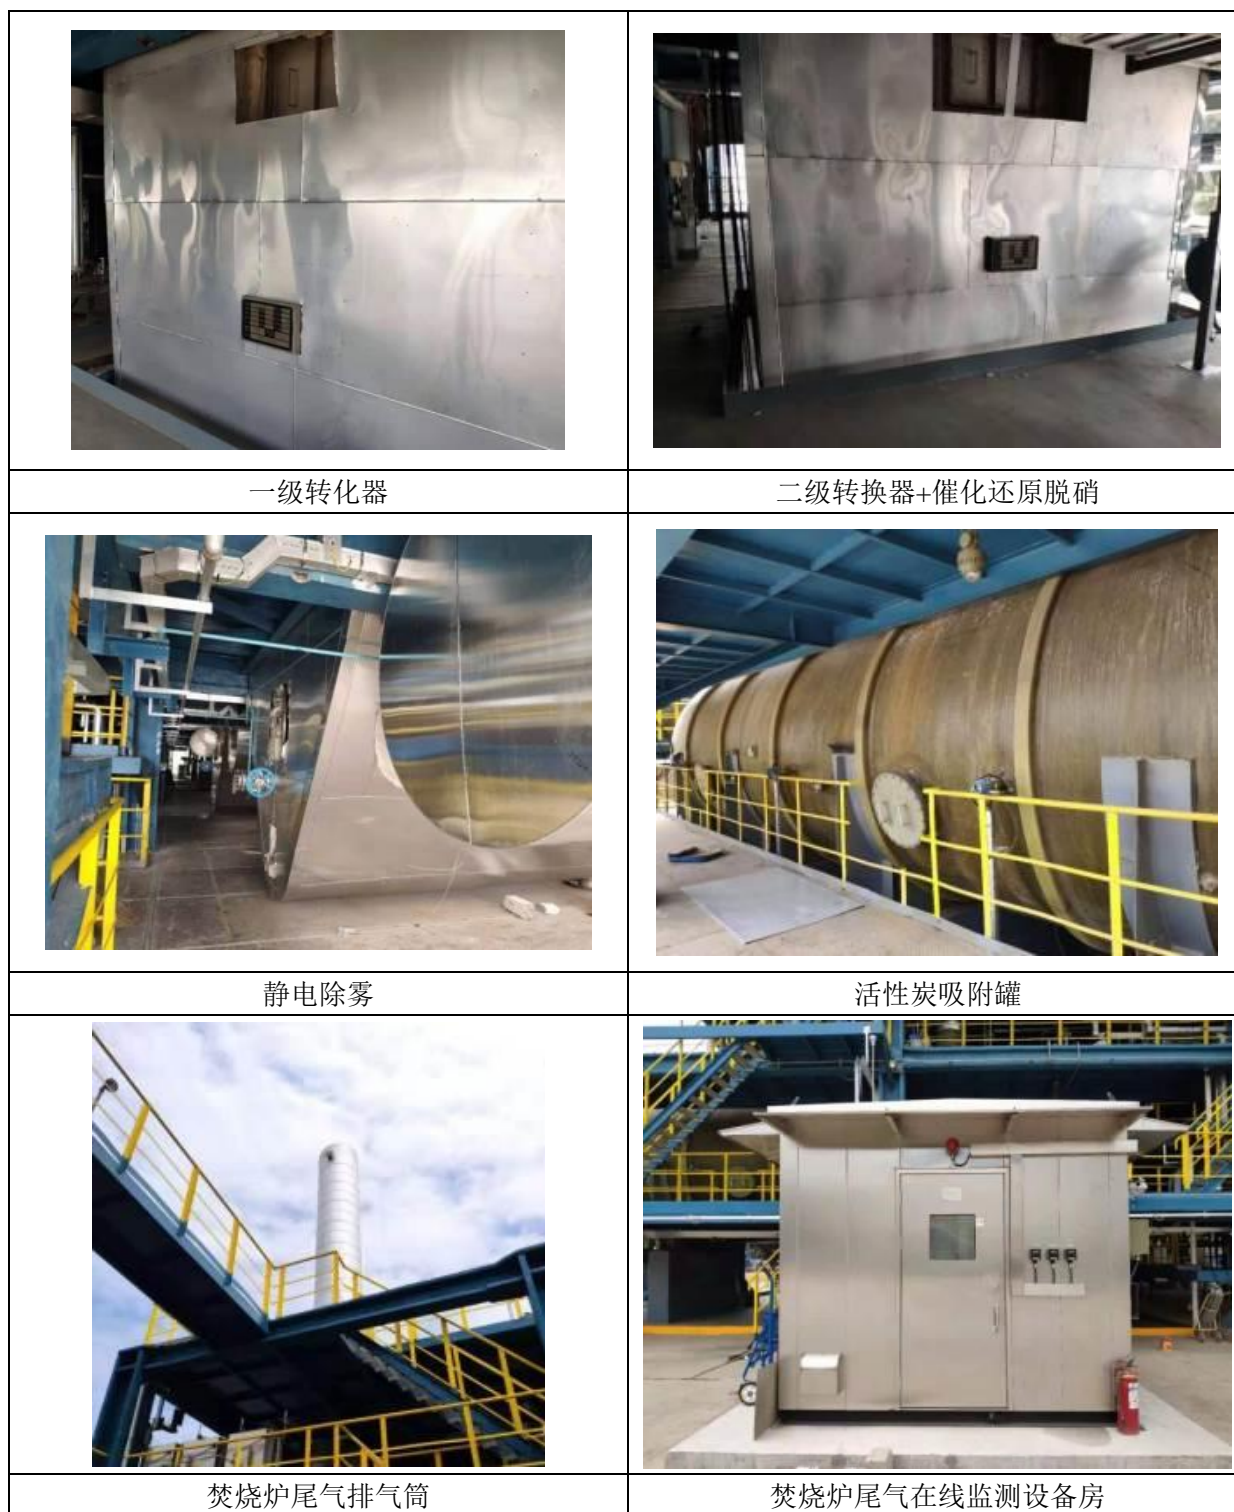 一级转化器
二级转换器+催化还原脱硝
静电除雾
活性炭吸附罐
焚烧炉尾气排气筒
焚烧炉尾气在线监测设备房